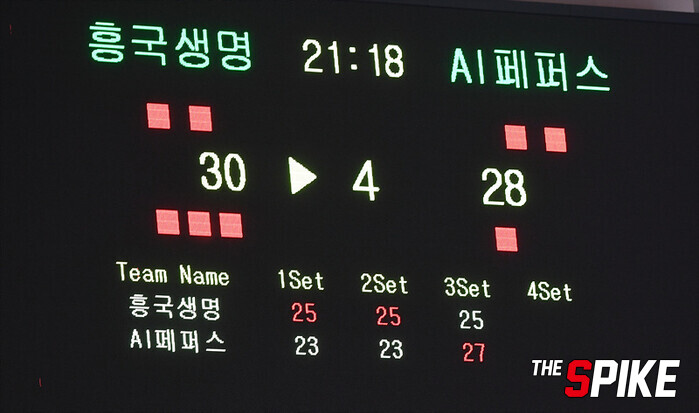 흥국생명 21:18 AI페퍼스
30 4 28
Team Name 1Set 2Set 3Set 4Set
흥국생명 25 25 25
AI페퍼스 23 23 27
THE SPIKE